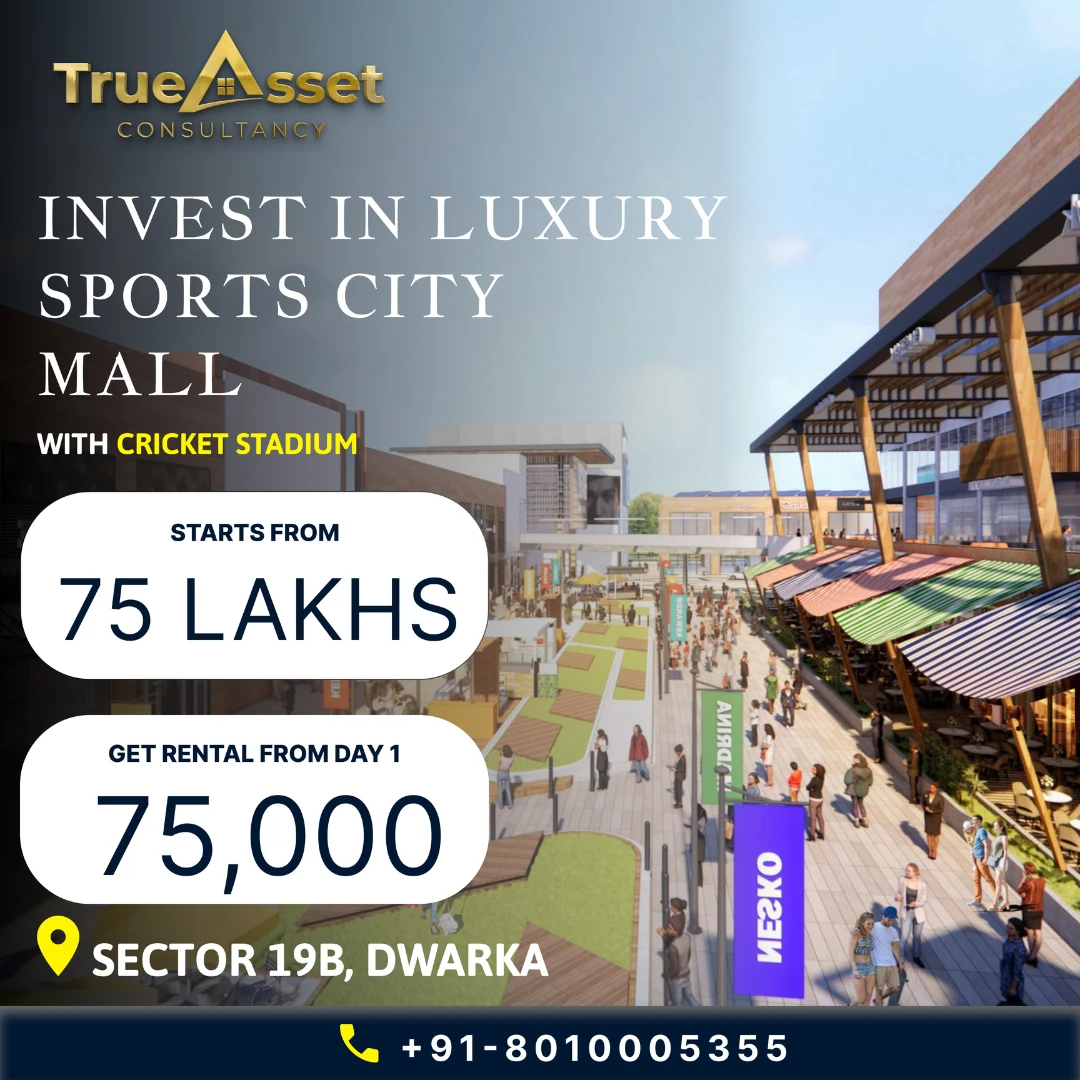 TrueAsset
CONSULTANCY
INVEST IN LUXURY
SPORTS CITY
MALL
WITH CRICKET STADIUM
STARTS FROM
75 LAKHS
GET RENTAL FROM DAY 1
75,000
SECTOR 19B, DWARKA
+91-8010005355
NESKO